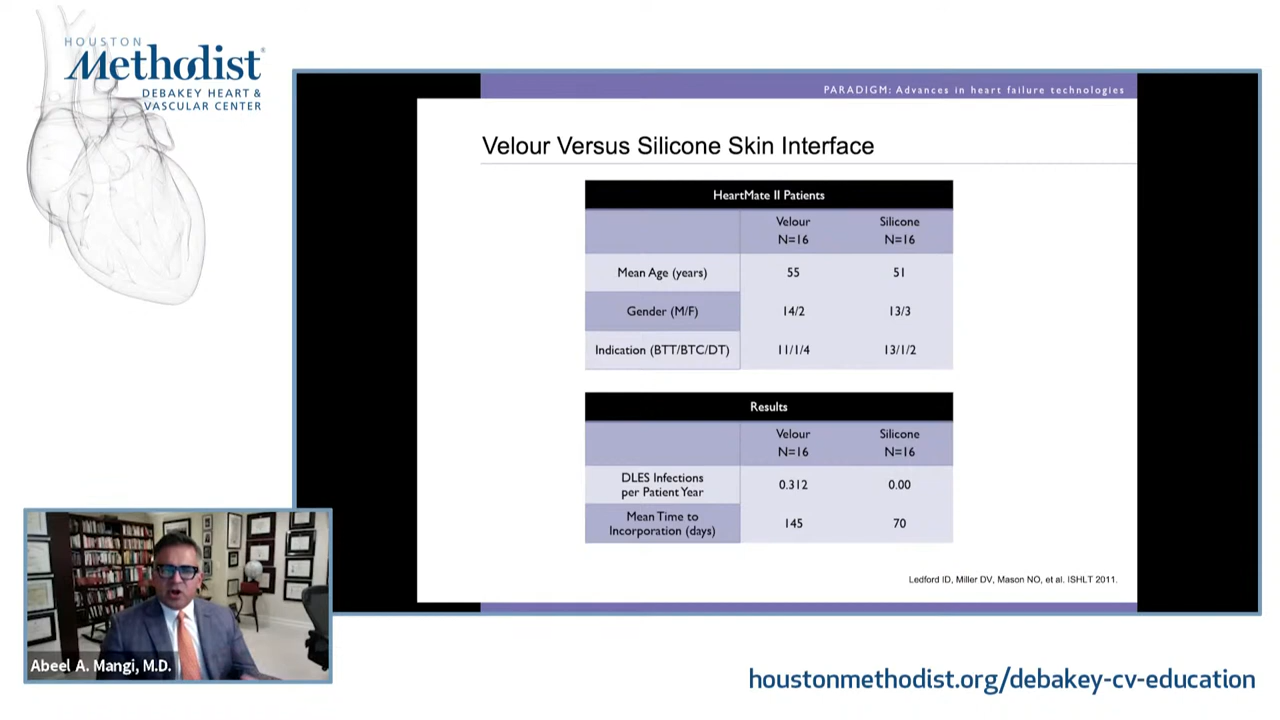 HOUSTON
Methodist®
DEBAKEY HEART &
VASCULAR CENTER
PARADIGM: Advances in heart failure technologies
Velour Versus Silicone Skin Interface
HeartMate II Patients
Velour Silicone
N=16 N=16
Mean Age (years) 55 51
Gender (M/F) 14/2 13/3
Indication (BTT/BTC/DT) 11/1/4 13/1/2
Results
Velour Silicone
N=16 N=16
DLES Infections
per Patient Year 0.312 0.00
Mean Time to
Incorporation (days) 145 70
Ledford ID, Miller DV, Mason NO, et al. ISHLT 2011.
Abeel A. Mangi, M.D.
houstonmethodist.org/debakey-cv-education